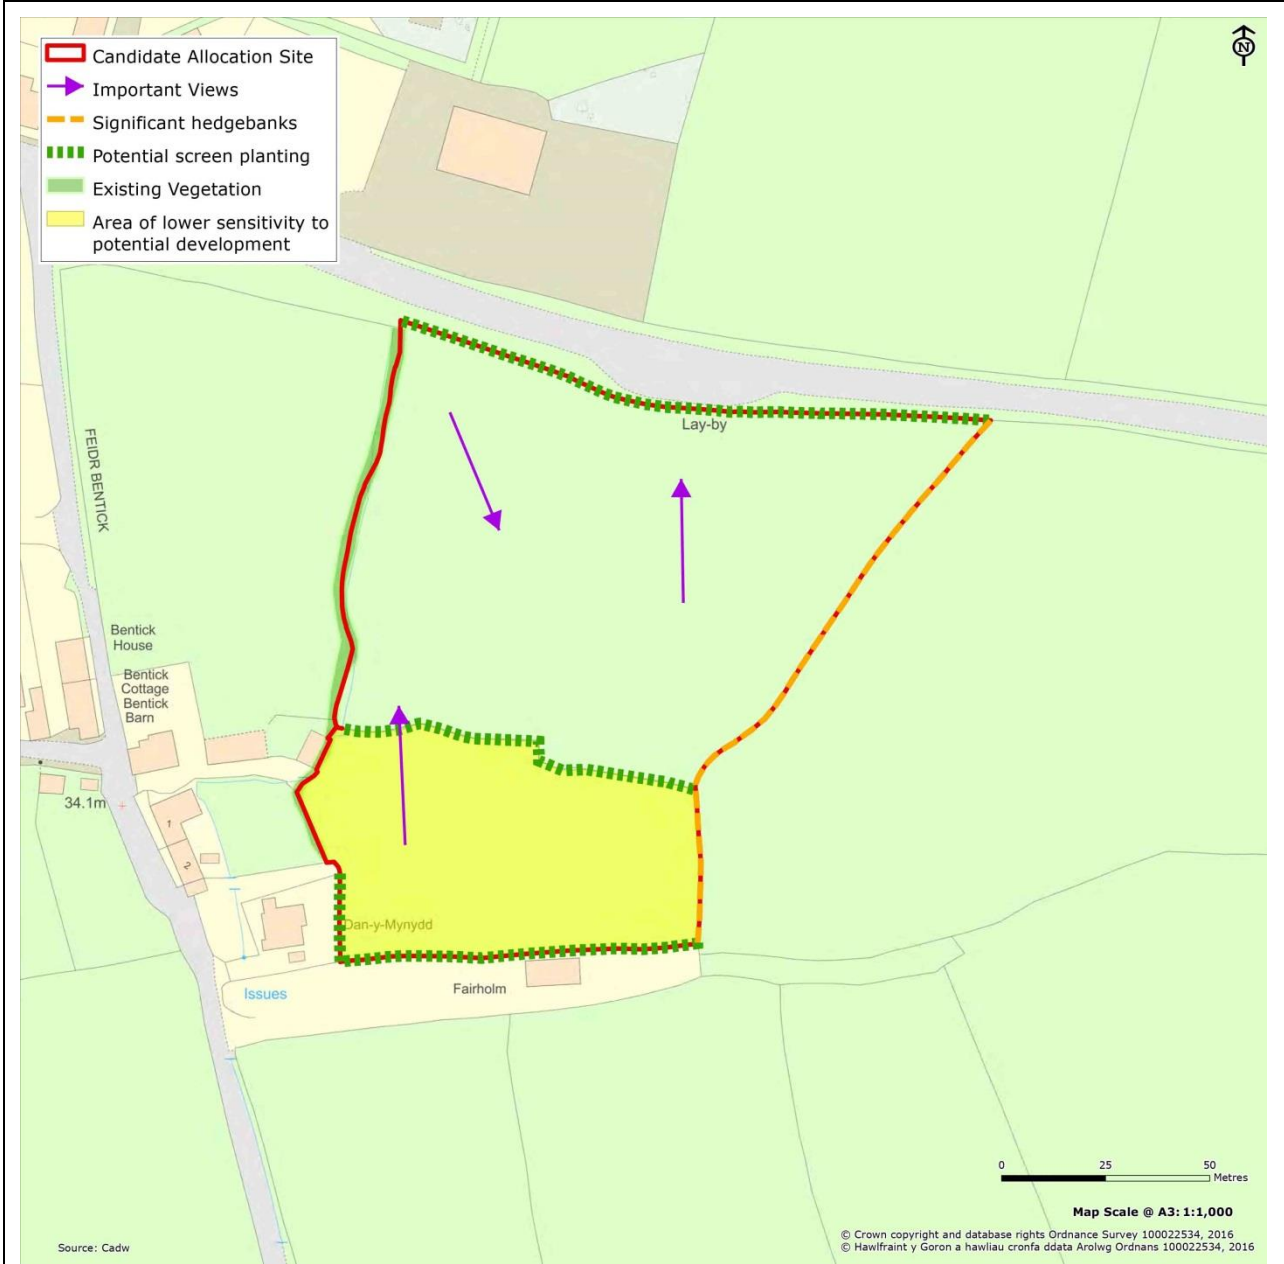 N
Candidate Allocation Site
Important Views
Significant hedgebanks
Potential screen planting
Existing Vegetation
Area of lower sensitivity to
potential development
Lay-by
FEIDR BENTICK
Bentick
House
Bentick
Cottage
Bentick
Barn
34.1m
1
2
Dan-y-Mynydd
Fairholm
Issues
0 25 50
Metres
Map Scale @ A3: 1:1,000
Source: Cadw
© Crown copyright and database rights Ordnance Survey 100022534, 2016
© Hawlfraint y Goron a hawliau cronfa ddata Arolwg Ordnans 100022534, 2016